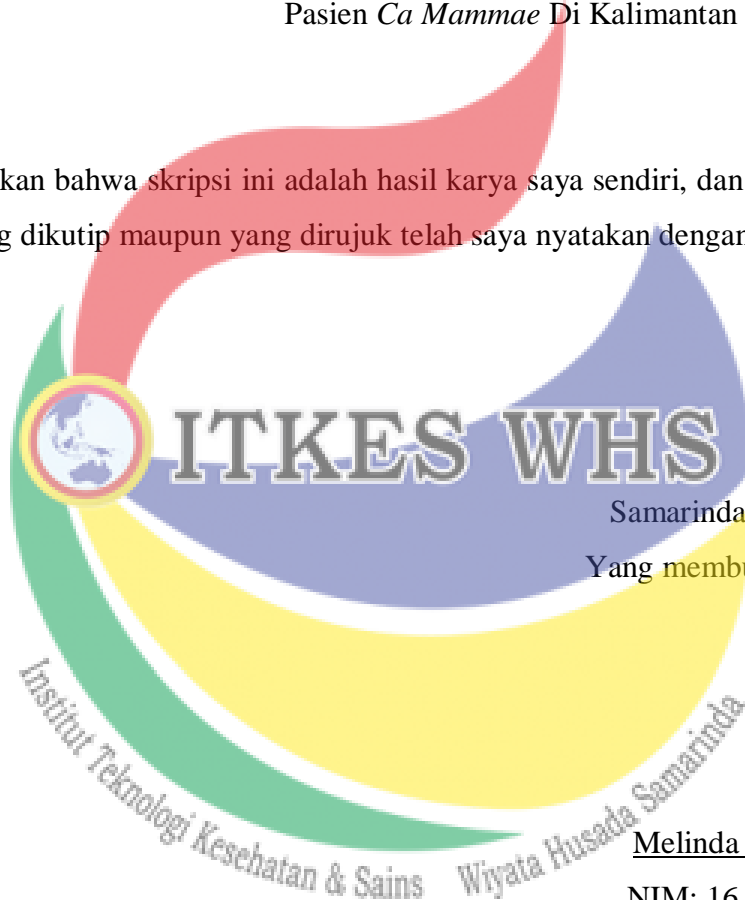 Pasien Ca Mammae Di Kalimantan
kan bahwa skripsi ini adalah hasil karya saya sendiri, dan
g dikutip maupun yang dirujuk telah saya nyatakan dengan
ITKES WHS
Samarinda
Yang membu
Institut Teknologi Kesehatan & Sains Wiyata Husada Samarinda
Melinda
NIM: 16